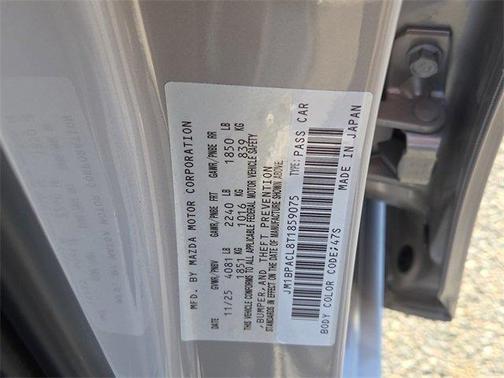 MFD. BY MAZDA MOTOR CORPORATION
DATE GVWR/PNBV GAWR/PNBE FRT GAWR/PNBE RR
11/25 4081 LB 2240 LB 1850 LB
1851 KG 1016 KG 839 KG
THIS VEHICLE CONFORMS TO ALL APPLICABLE FEDERAL MOTOR VEHICLE SAFETY
, BUMPER, AND THEFT PREVENTION
STANDARDS IN EFFECT ON THE DATE OF MANUFACTURE SHOWN ABOVE.
JM1BPACL8T1859075 TYPE: PASS CAR
BODY COLOR CODE:47S MADE IN JAPAN